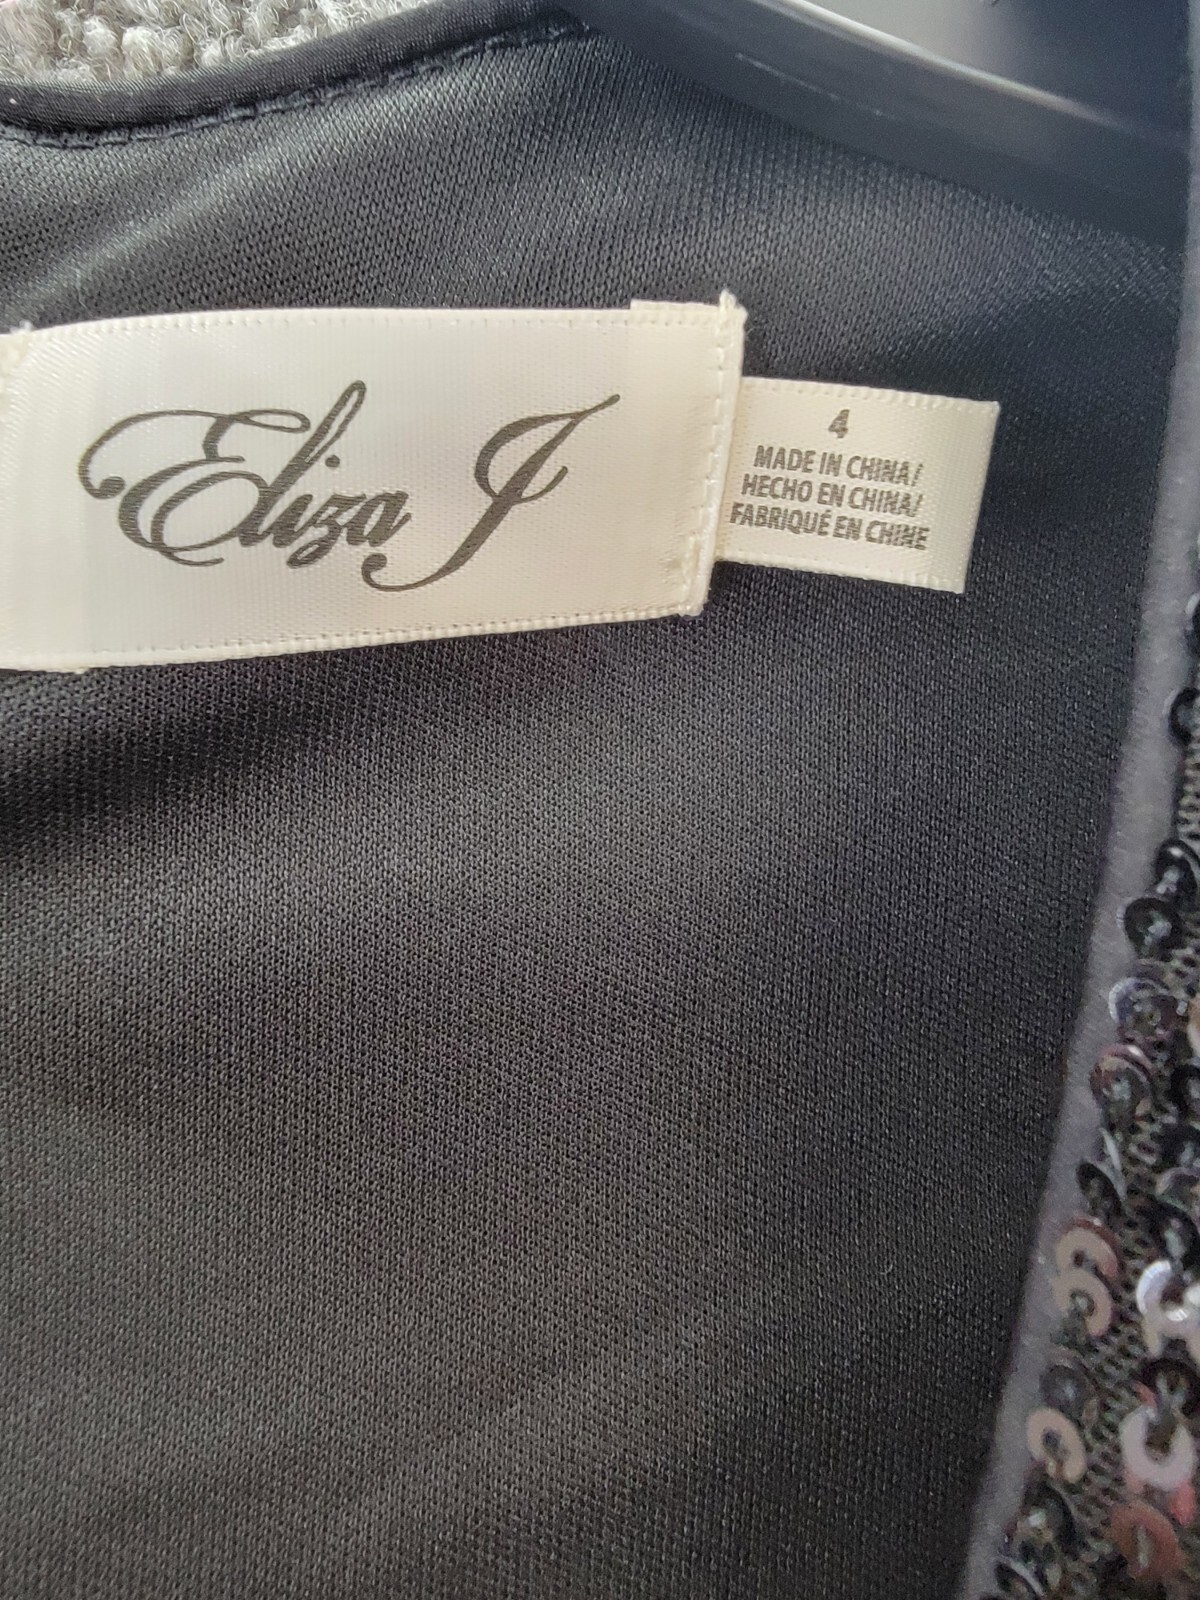 Eliza J
4
MADE IN CHINA/
HECHO EN CHINA/
FABRIQUÉ EN CHINE